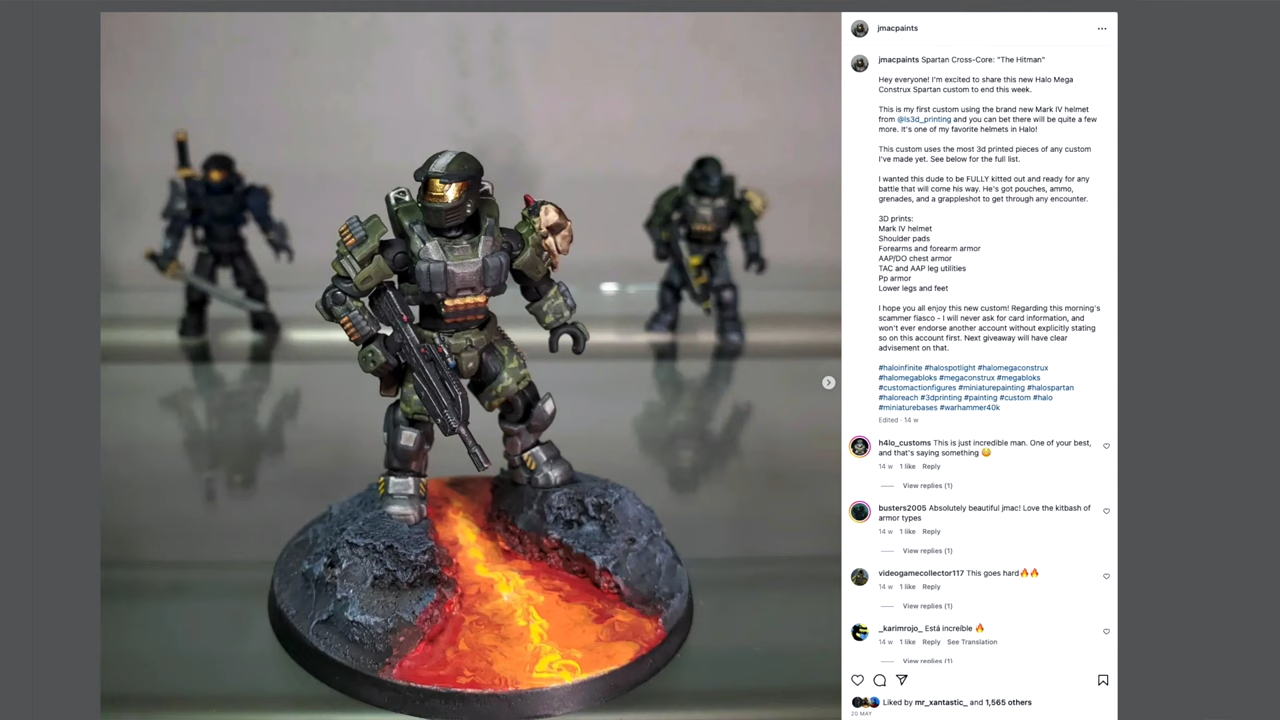 jmacpaints
jmacpaints Spartan Cross-Core: "The Hitman"
Hey everyone! I'm excited to share this new Halo Mega
Construx Spartan custom to end this week.
This is my first custom using the brand new Mark IV helmet
from @ls3d_printing and you can bet there will be quite a few
more. It's one of my favorite helmets in Halo!
This custom uses the most 3d printed pieces of any custom
I've made yet. See below for the full list.
I wanted this dude to be FULLY kitted out and ready for any
battle that will come his way. He's got pouches, ammo,
grenades, and a grappleshot to get through any encounter.
3D prints:
Mark IV helmet
Shoulder pads
Forearms and forearm armor
AAP/DO chest armor
TAC and AAP leg utilities
Pp armor
Lower legs and feet
I hope you all enjoy this new custom! Regarding this morning's
scammer fiasco - I will never ask for card information, and
won't ever endorse another account without explicitly stating
so on this account first. Next giveaway will have clear
advisement on that.
#haloinfinite #halospotlight #halomegaconstrux
#halomegabloks #megaconstrux #megabloks
#customactionfigures #miniaturepainting #halospartan
#haloreach #3dprinting #painting #custom #halo
#miniaturebases #warhammer40k
Edited · 14 w
h4lo_customs This is just incredible man. One of your best,
and that's saying something 😳
14 w 1 like Reply
View replies (1)
busters2005 Absolutely beautiful jmac! Love the kitbash of
armor types
14 w 1 like Reply
View replies (1)
videogamecollector117 This goes hard🔥🔥
14 w 1 like Reply
View replies (1)
_karimrojo_ Está increíble 🔥
14 w 1 like Reply See Translation
View replies (1)
Liked by mr_xantastic_ and 1,565 others
20 MAY